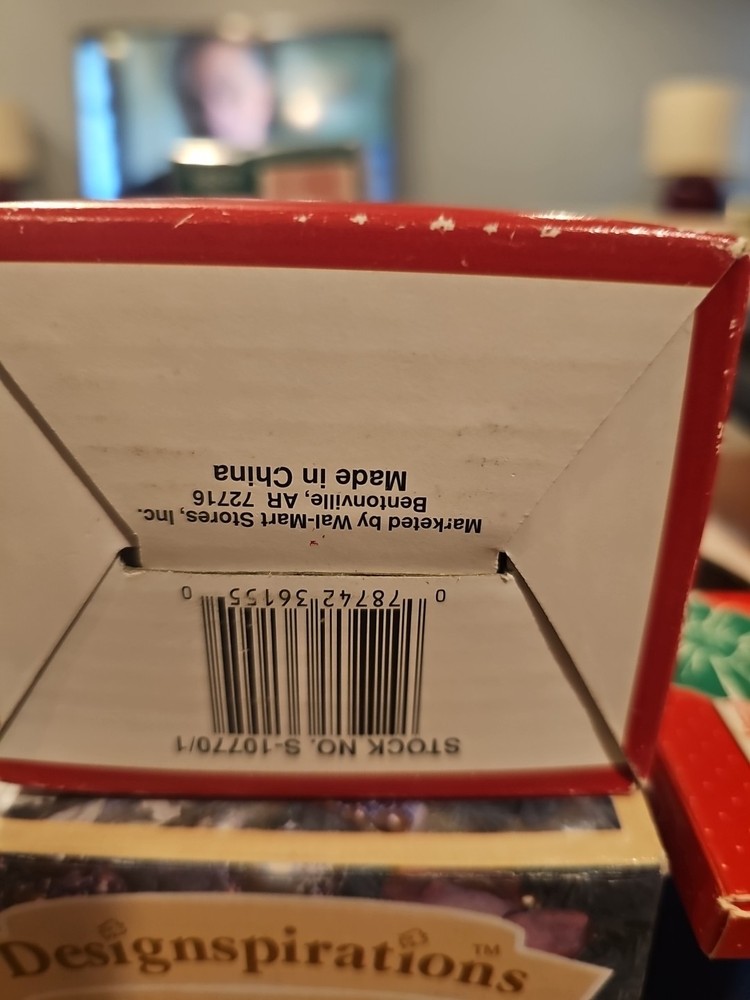 STOCK NO. S-10770/1
0 78742 36155 0
Marketed by Wal-Mart Stores, Inc.
Bentonville, AR 72716
Made in China
Designspirations™